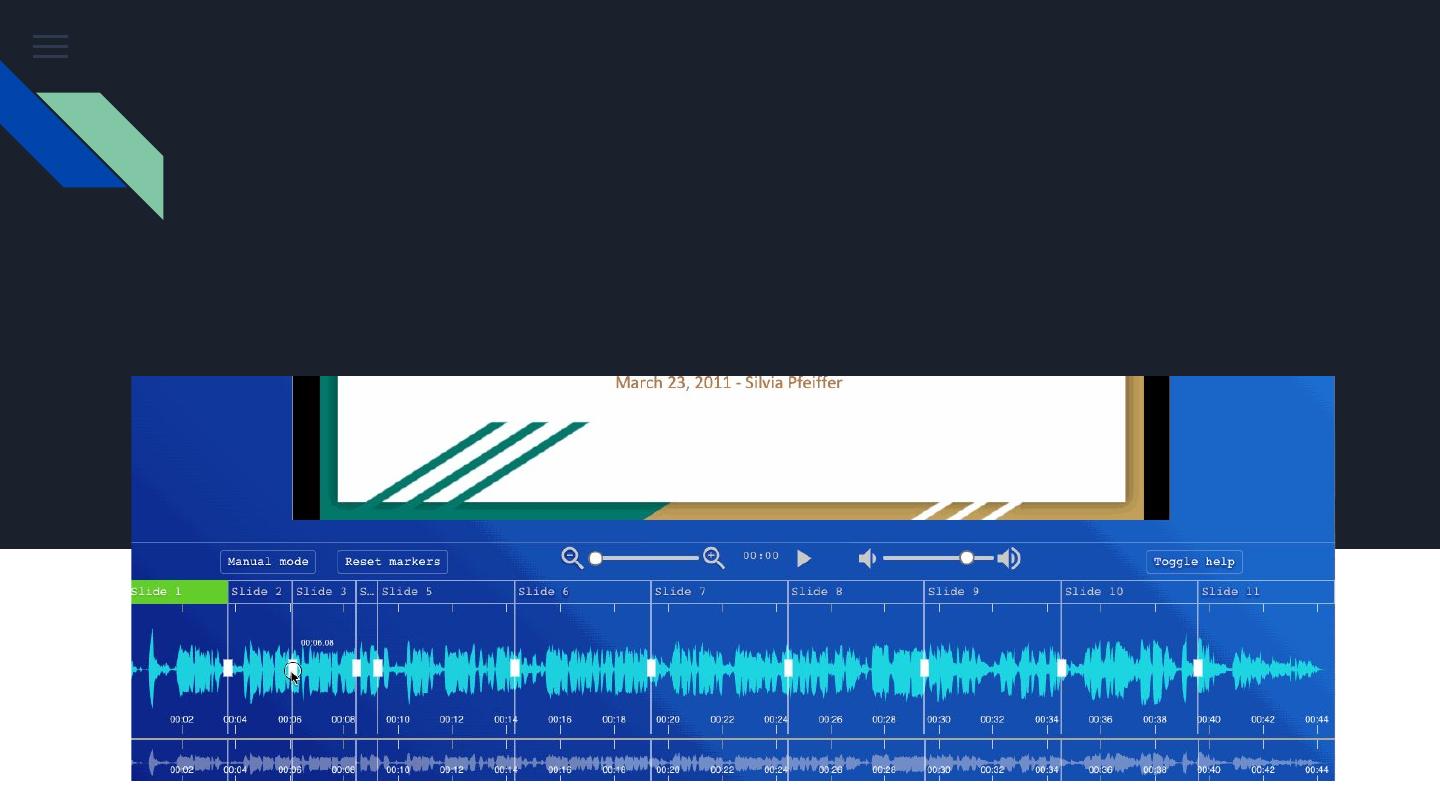 March 23, 2011 - Silvia Pfeiffer
Manual mode
Reset markers
00:00
Toggle help
Slide 1 Slide 2 Slide 3 S… Slide 5 Slide 6 Slide 7 Slide 8 Slide 9 Slide 10 Slide 11
00:06.08
00:02 00:04 00:06 00:08 00:10 00:12 00:14 00:16 00:18 00:20 00:22 00:24 00:26 00:28 00:30 00:32 00:34 00:36 00:38 00:40 00:42 00:44
00:02 00:04 00:06 00:08 00:10 00:12 00:14 00:16 00:18 00:20 00:22 00:24 00:26 00:28 00:30 00:32 00:34 00:36 00:38 00:40 00:42 00:44